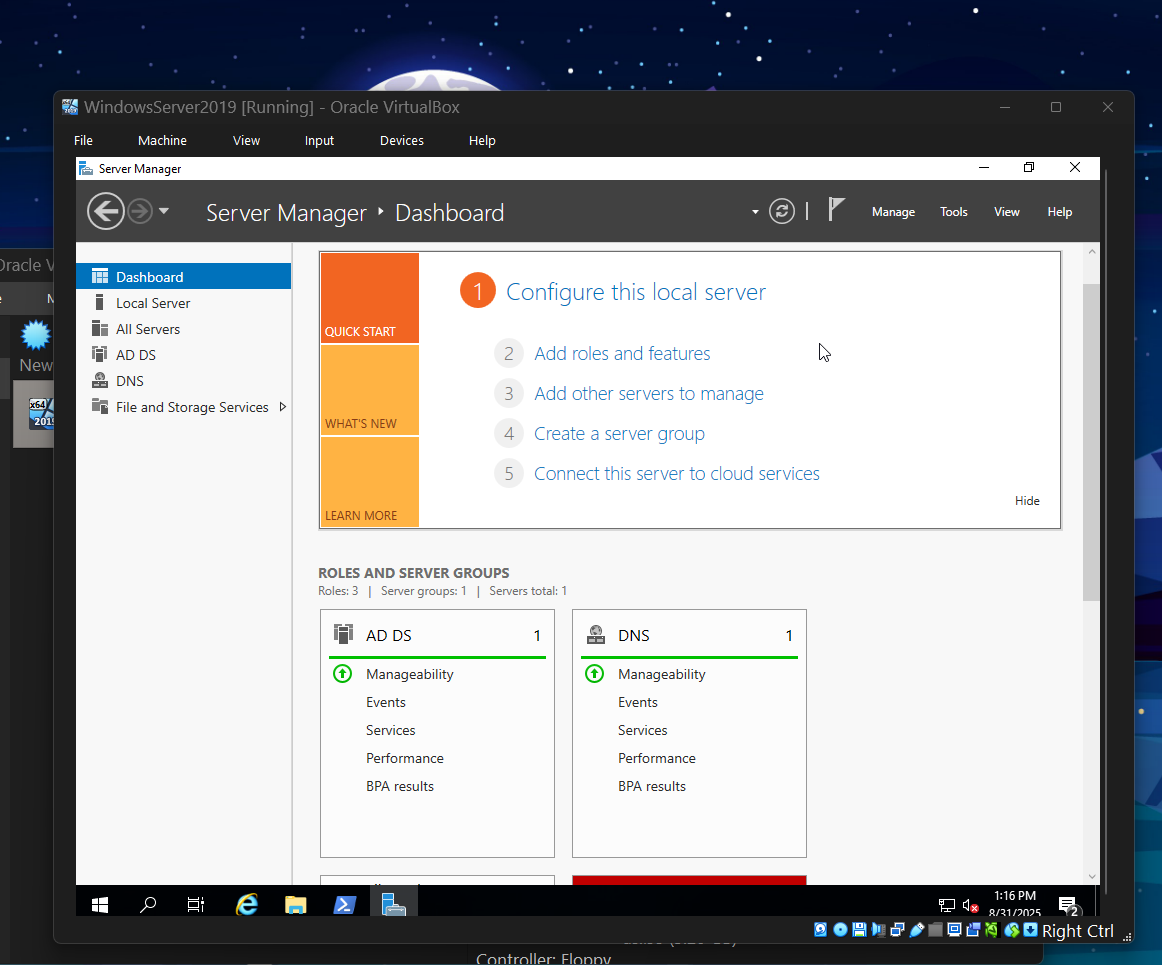 WindowsServer2019 [Running] - Oracle VirtualBox
File Machine View Input Devices Help
Server Manager
Server Manager Dashboard
Manage Tools View Help
Oracle V
New
x64
2019
Dashboard
Local Server
All Servers
AD DS
DNS
File and Storage Services
QUICK START
WHAT'S NEW
LEARN MORE
1 Configure this local server
2 Add roles and features
3 Add other servers to manage
4 Create a server group
5 Connect this server to cloud services
Hide
ROLES AND SERVER GROUPS
Roles: 3 | Server groups: 1 | Servers total: 1
AD DS 1
Manageability
Events
Services
Performance
BPA results
DNS 1
Manageability
Events
Services
Performance
BPA results
1:16 PM
8/31/2025
2
Right Ctrl
Controller: Floppy